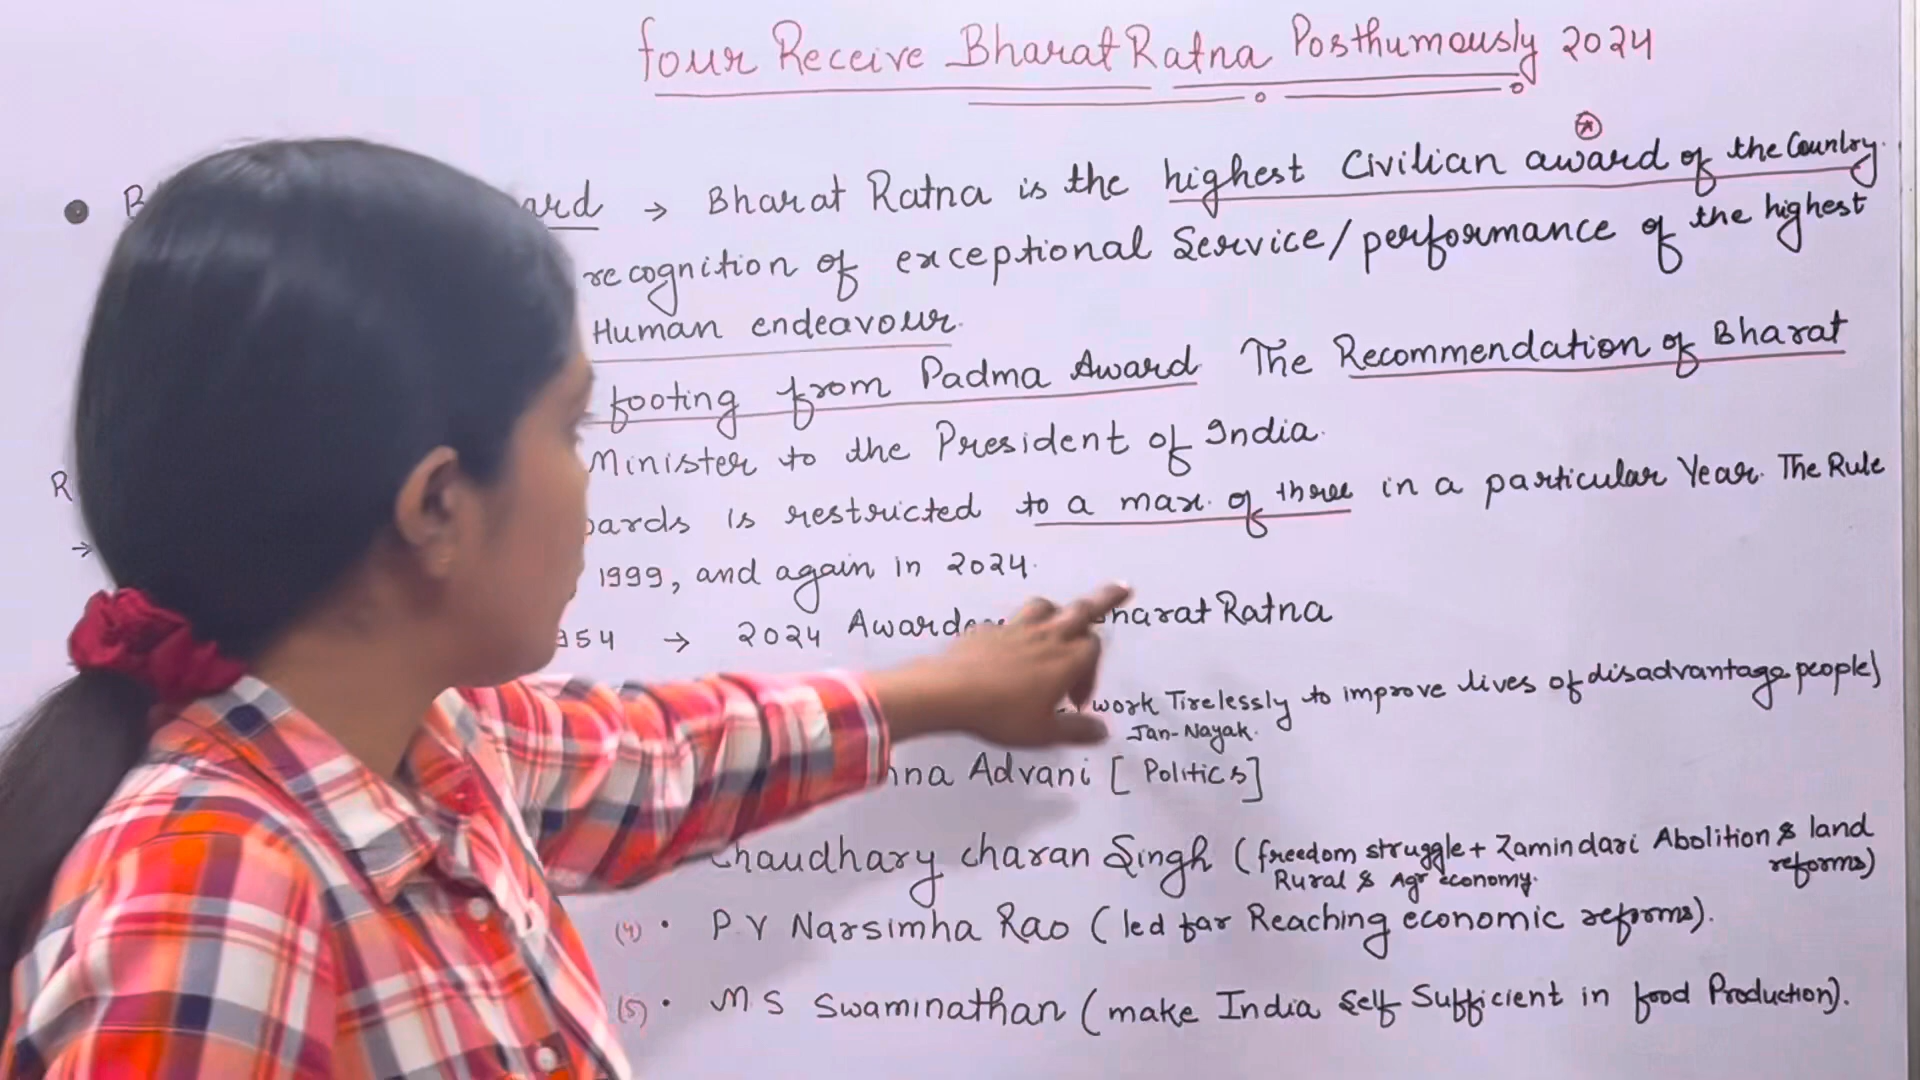 four Receive Bharat Ratna Posthumously 2024
ard → Bharat Ratna is the highest Civilian award of the Country.
recognition of exceptional Service/performance of the highest
Human endeavour.
footing from Padma Award The Recommendation of Bharat
Minister to the President of India.
R
→ ards is restricted to a max. of three in a particular Year. The Rule
1999, and again in 2024.
954 → 2024 Awarde harat Ratna
work Tirelessly to improve lives of disadvantage people)
Jan-Nayak.
na Advani [Politics]
Chaudhary Charan Singh (freedom struggle + Zamindari Abolition & land reforms)
Rural & Agr economy.
(4) • P V Narsimha Rao (led far Reaching economic reforms).
(5) • M S Swaminathan (make India Self Sufficient in food Production).